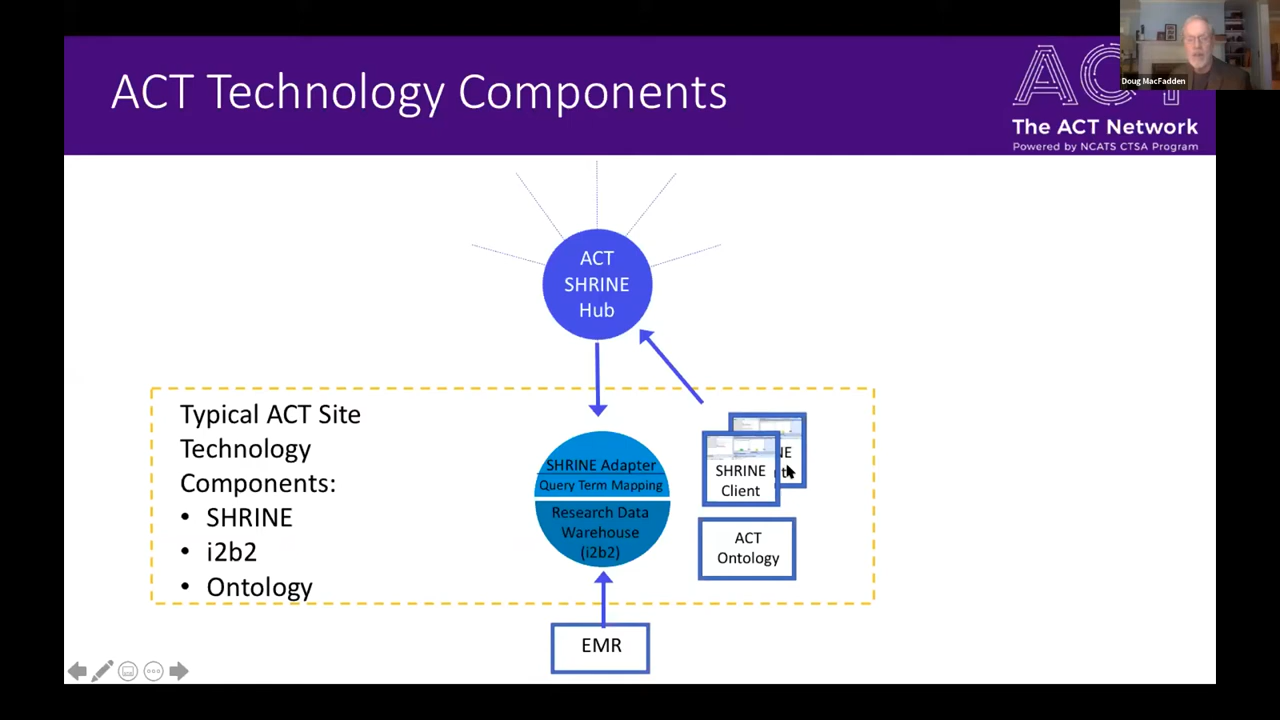 Doug MacFadden
ACT Technology Components
The ACT Network
Powered by NCATS CTSA Program
ACT
SHRINE
Hub
Typical ACT Site
Technology
Components:
• SHRINE
• i2b2
• Ontology
SHRINE Adapter
Query Term Mapping
Research Data
Warehouse
(i2b2)
SHRINE
Client
ACT
Ontology
EMR